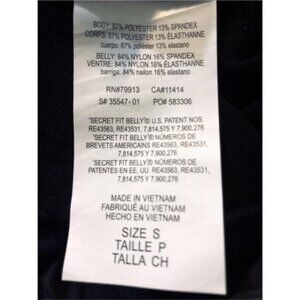 BODY: 87% POLYESTER 13% SPANDEX
CORPS: 87% POLYESTER 13% ÉLASTHANNE
cuerpo: 87% poliéster 13% elastano
BELLY: 84% NYLON 16% SPANDEX
VENTRE: 84% NYLON 16% ÉLASTHANNE
barriga: 84% nailon 16% elastano
RN#79913 CA#11414
S# 35547 - 01 PO# 583306
"SECRET FIT BELLY® U.S. PATENT NOS.
RE43563, RE43531, 7,814,575 Y 7,900,276
"SECRET FIT BELLY® NÚMEROS DE
BREVETS AMERICAINS RE43563, RE43531,
7,814,575 Y 7,900,276
"SECRET FIT BELLY® NÚMEROS DE
PATENTES EN EE. UU. RE43563, RE43531,
7,814,575 Y 7,900,276
MADE IN VIETNAM
FABRIQUÉ AU VIETNAM
HECHO EN VIETNAM
SIZE S
TAILLE P
TALLA CH